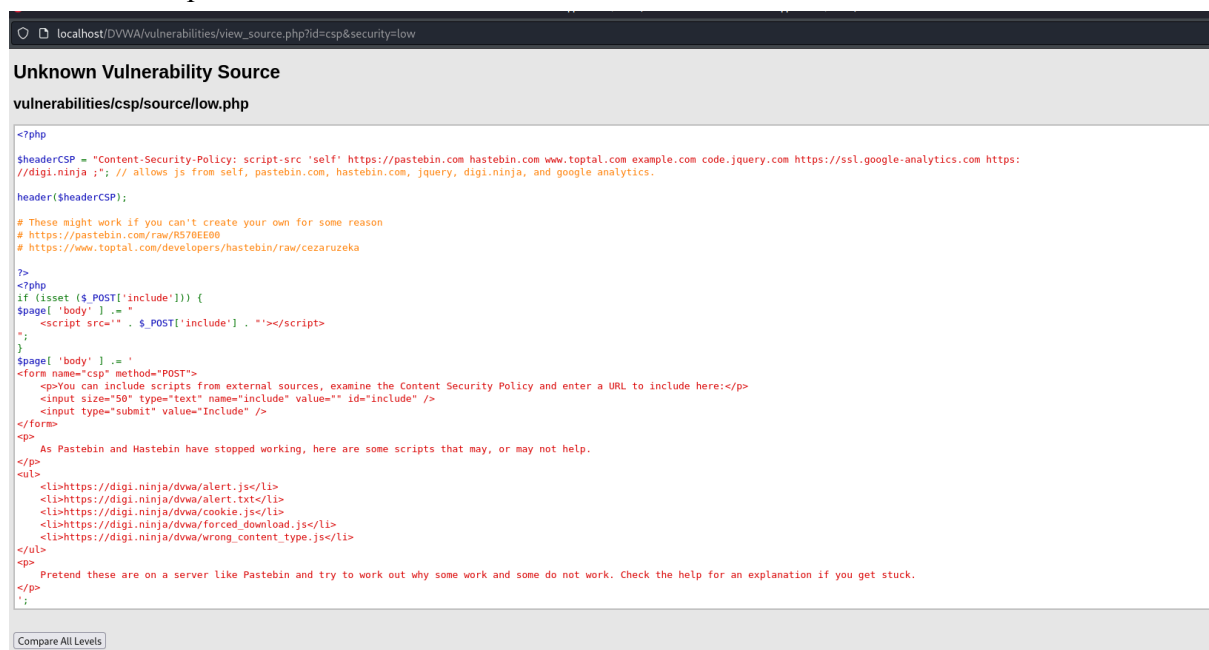 localhost/DVWA/vulnerabilities/view_source.php?id=csp&security=low
Unknown Vulnerability Source
vulnerabilities/csp/source/low.php
<?php
$headerCSP = "Content-Security-Policy: script-src 'self' https://pastebin.com hastebin.com www.toptal.com example.com code.jquery.com https://ssl.google-analytics.com https:
//digi.ninja ;"; // allows js from self, pastebin.com, hastebin.com, jquery, digi.ninja, and google analytics.
header($headerCSP);
# These might work if you can't create your own for some reason
# https://pastebin.com/raw/R570EE00
# https://www.toptal.com/developers/hastebin/raw/cezaruzeka
?>
<?php
if (isset ($_POST['include'])) {
$page[ 'body' ] .= "
    <script src='" . $_POST['include'] . "'></script>
";
}
$page[ 'body' ] .= '
<form name="csp" method="POST">
    <p>You can include scripts from external sources, examine the Content Security Policy and enter a URL to include here:</p>
    <input size="50" type="text" name="include" value="" id="include" />
    <input type="submit" value="Include" />
</form>
<p>
    As Pastebin and Hastebin have stopped working, here are some scripts that may, or may not help.
</p>
<ul>
    <li>https://digi.ninja/dvwa/alert.js</li>
    <li>https://digi.ninja/dvwa/alert.txt</li>
    <li>https://digi.ninja/dvwa/cookie.js</li>
    <li>https://digi.ninja/dvwa/forced_download.js</li>
    <li>https://digi.ninja/dvwa/wrong_content_type.js</li>
</ul>
<p>
    Pretend these are on a server like Pastebin and try to work out why some work and some do not work. Check the help for an explanation if you get stuck.
</p>
';
Compare All Levels